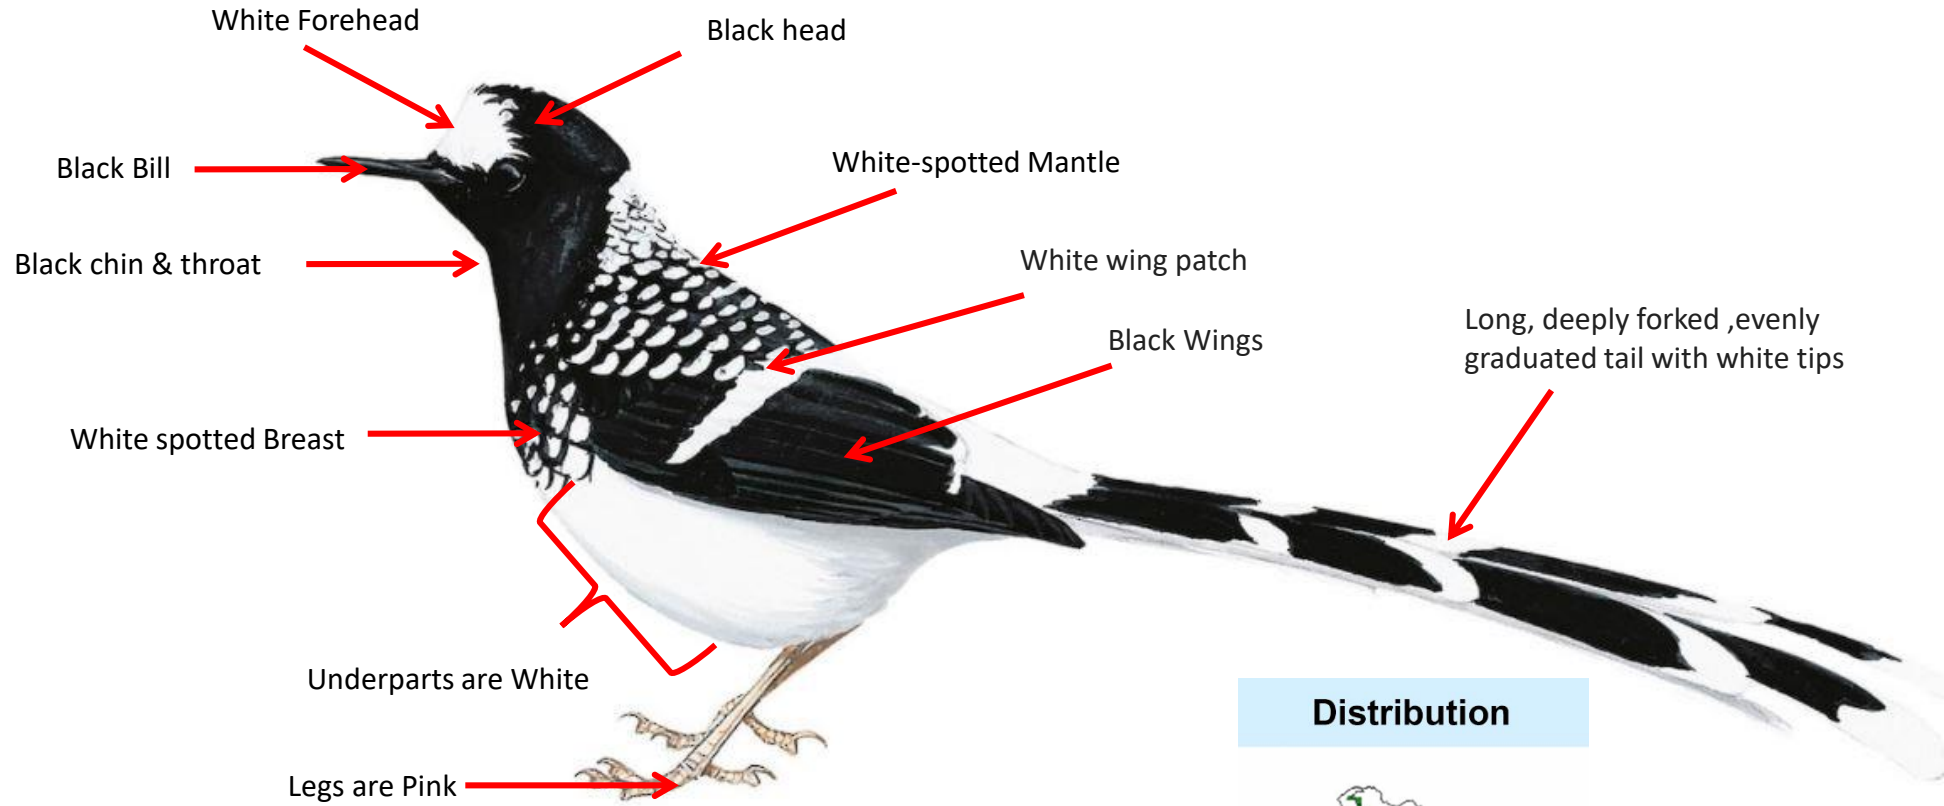 White Forehead
Black head
Black Bill
White-spotted Mantle
Black chin & throat
White wing patch
Black Wings
Long, deeply forked ,evenly
graduated tail with white tips
White spotted Breast
Underparts are White
Distribution
Legs are Pink